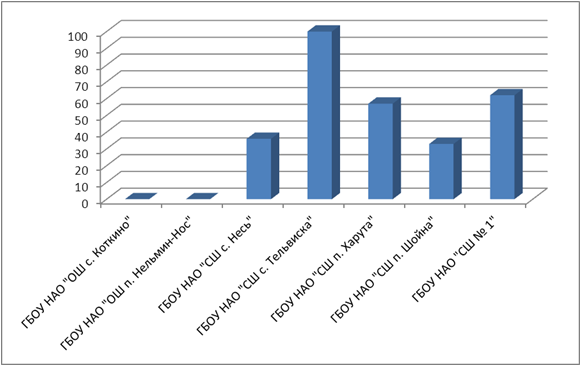 100
90
80
70
60
50
40
30
20
10
0
ГБОУ НАО "ОШ с. Коткино"
ГБОУ НАО "ОШ п. Нельмин-Нос"
ГБОУ НАО "СШ с. Несь"
ГБОУ НАО "СШ с. Тельвиска"
ГБОУ НАО "СШ п. Харута"
ГБОУ НАО "СШ п. Шойна"
ГБОУ НАО "СШ № 1"